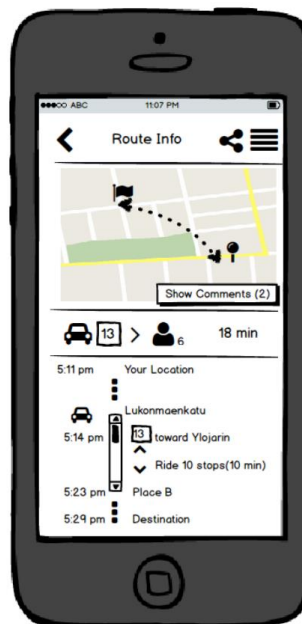 ABC 11:07 PM
Route Info
Show Comments (2)
13 > 6 18 min
5:11 pm Your Location
Lukonmaenkatu
5:14 pm 13 toward Ylojarin
Ride 10 stops(10 min)
5:23 pm Place B
5:29 pm Destination